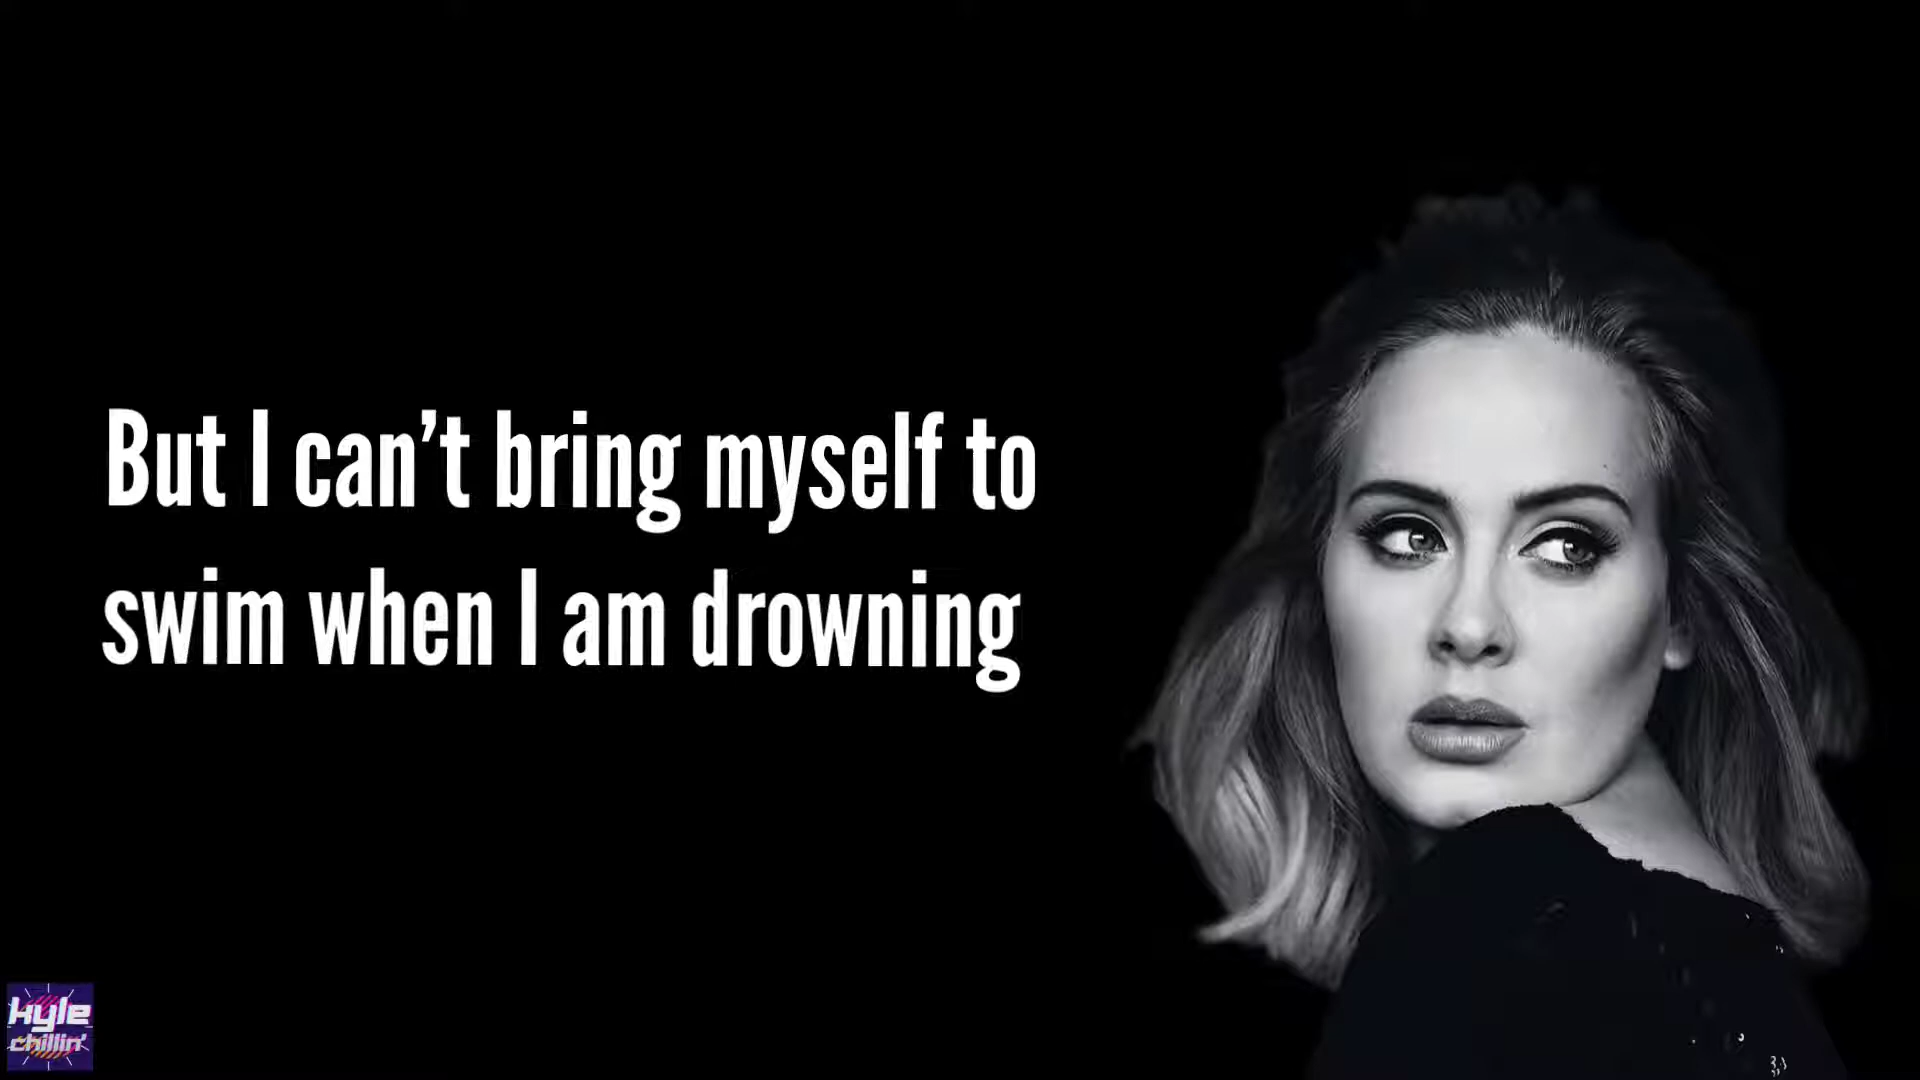 But I can’t bring myself to
swim when I am drowning
kyle
chillin'